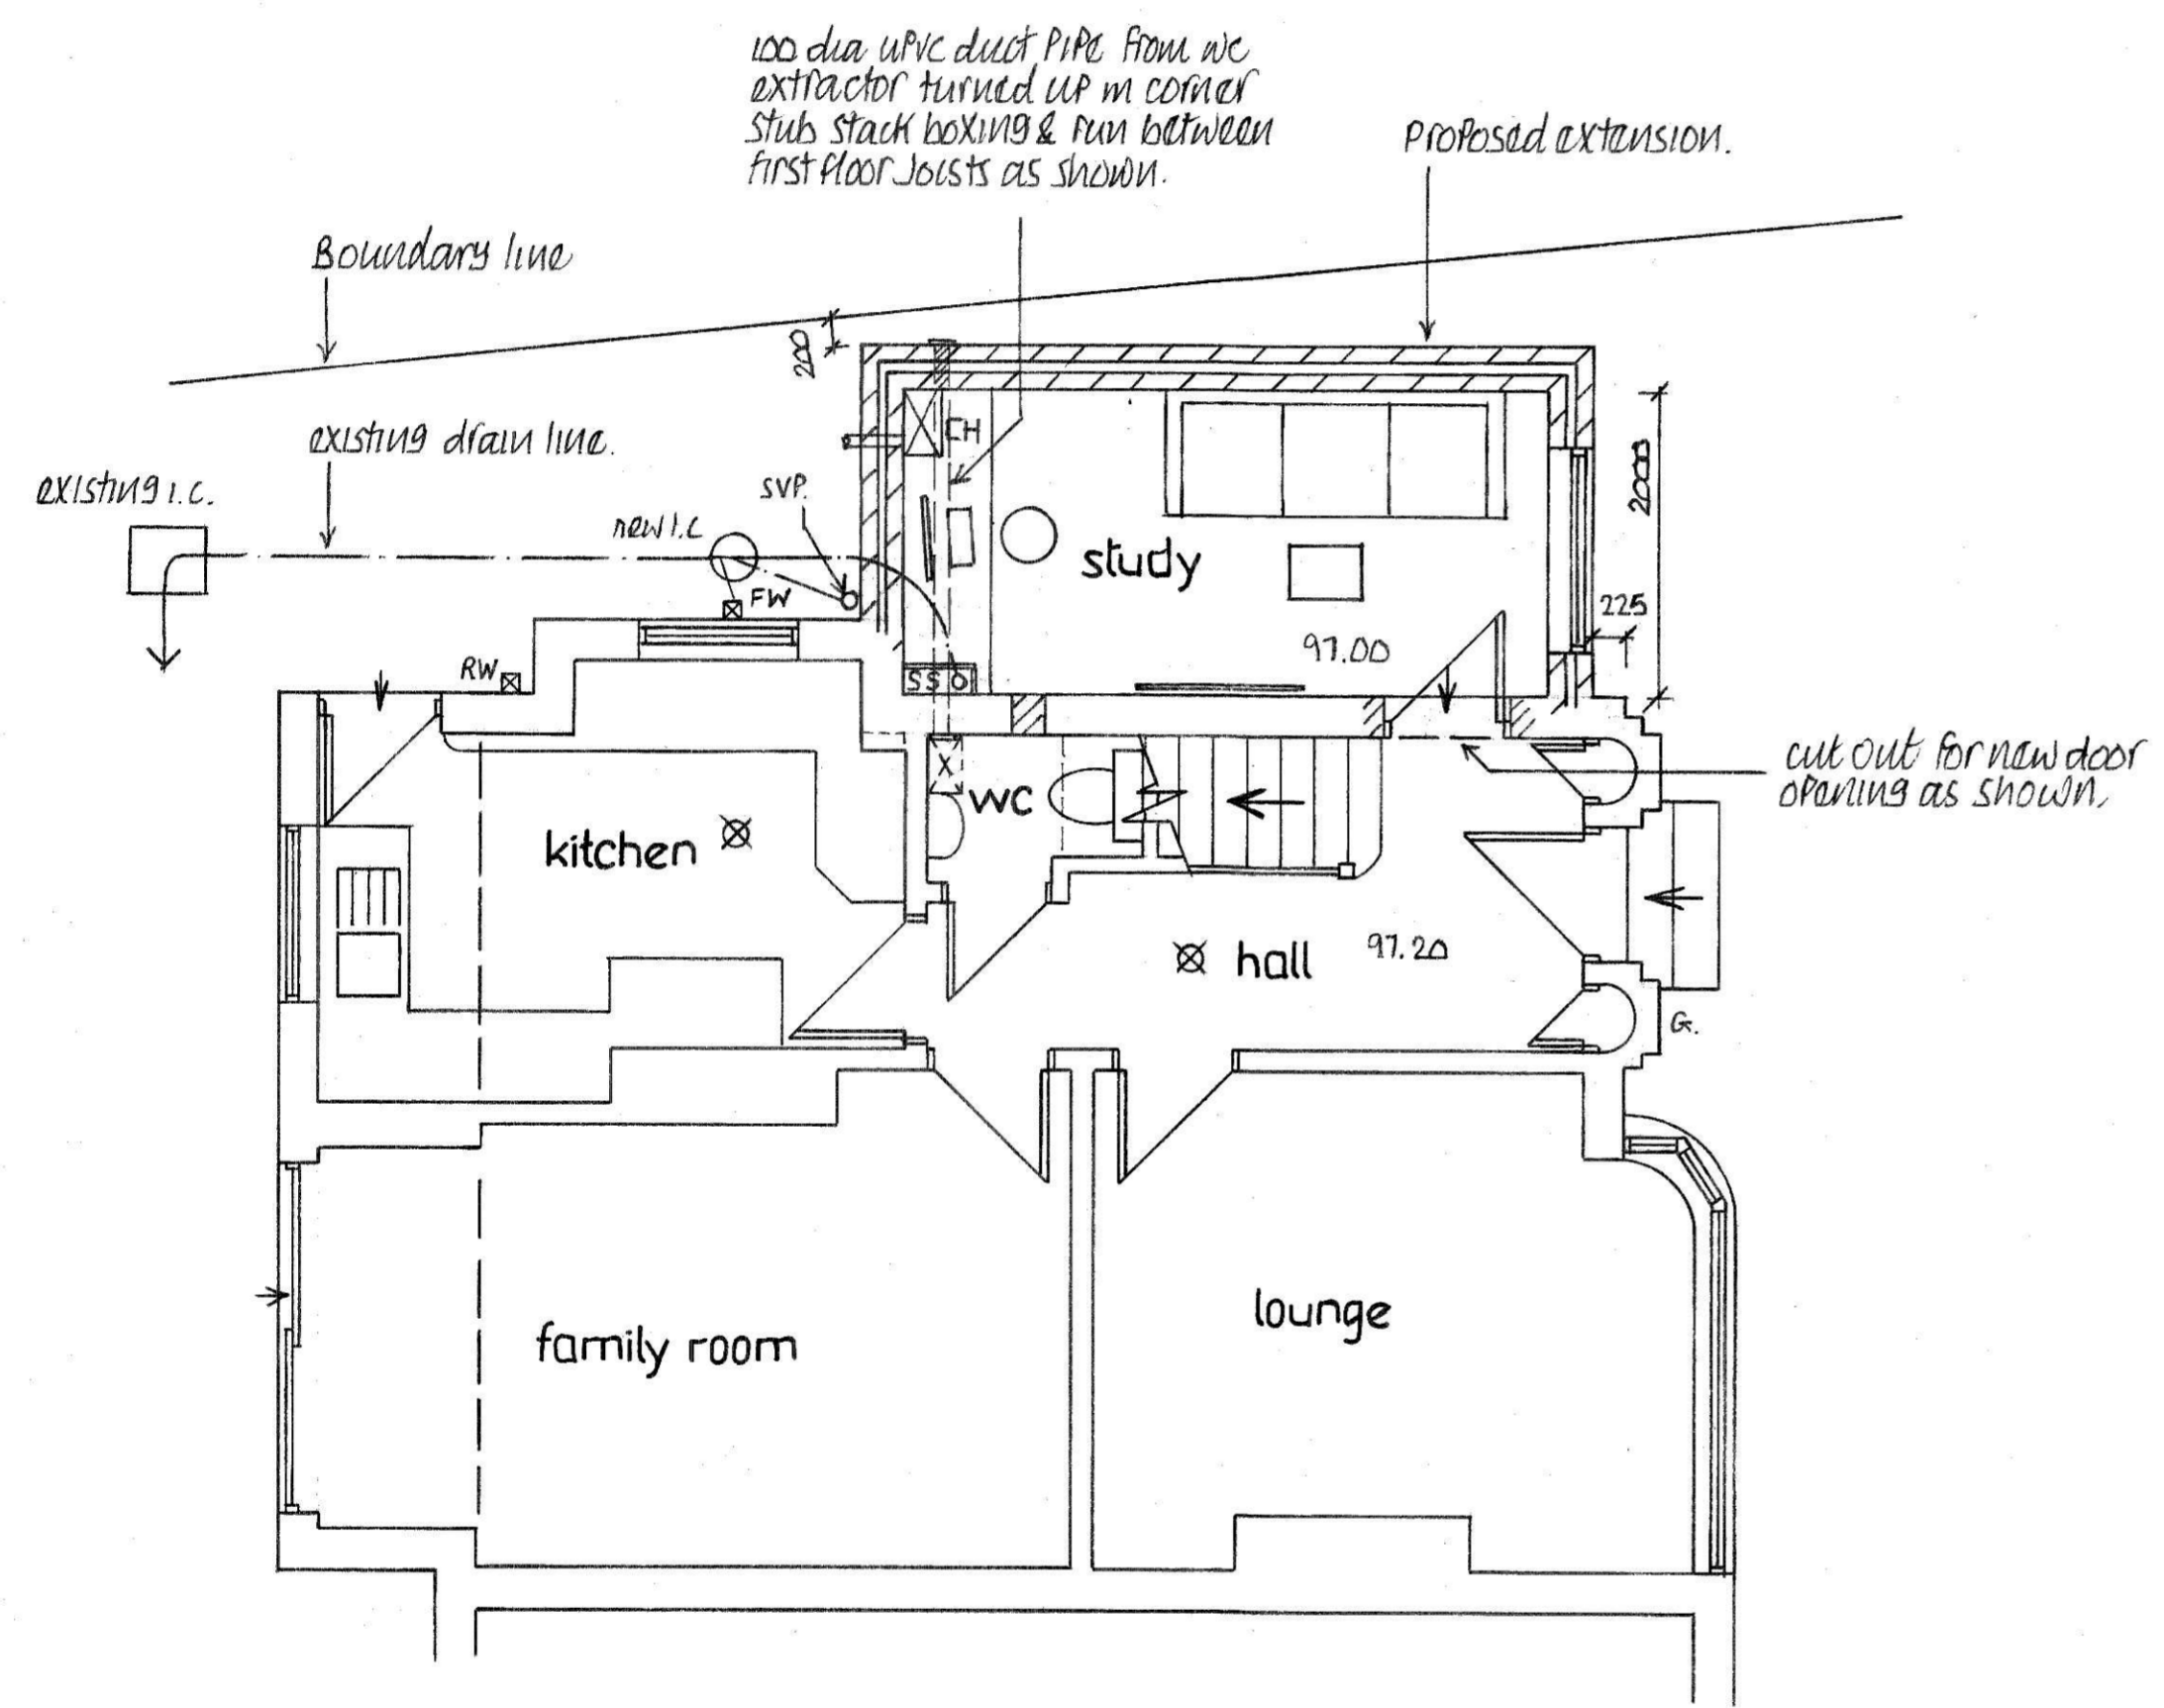 100 dia uPVC duct PIPE from wc
extractor turned up in corner
stub stack boxing & run between
first floor Joists as shown.
Proposed extension.
Boundary line
200
existing drain line.
existing i.c.
SVP.
new i.c
FW
CH
study
2000
225
97.00
RW
SS
cut out for new door
opening as shown.
WC
kitchen
hall
97.20
G.
lounge
family room